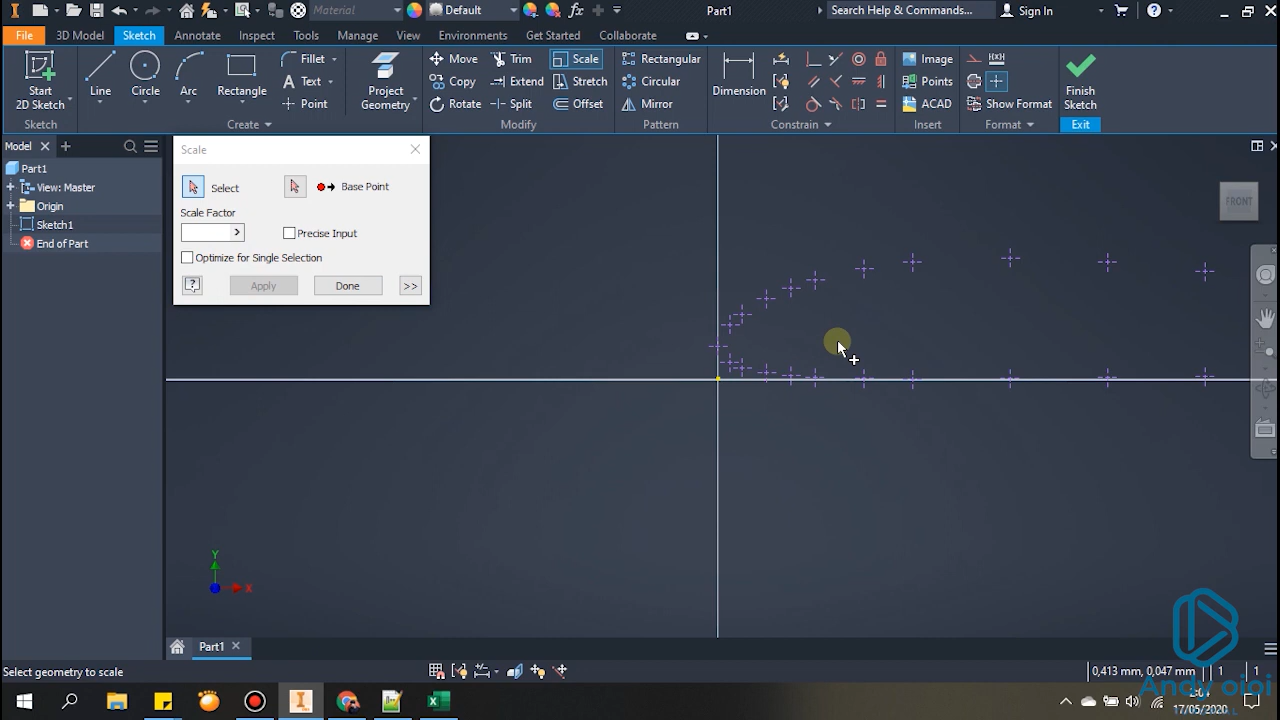 Material
Default
Part1
Search Help & Commands...
Sign In
File
3D Model
Sketch
Annotate
Inspect
Tools
Manage
View
Environments
Get Started
Collaborate
Start
2D Sketch
Line
Circle
Arc
Rectangle
Fillet
Text
Point
Project
Geometry
Move
Copy
Rotate
Trim
Extend
Split
Scale
Stretch
Offset
Rectangular
Circular
Mirror
Dimension
Image
Points
ACAD
Show Format
Finish
Sketch
Sketch
Create
Modify
Pattern
Constrain
Insert
Format
Exit
Model
Part1
View: Master
Origin
Sketch1
End of Part
Scale
Select
Base Point
Scale Factor
Precise Input
Optimize for Single Selection
Apply
Done
>>
FRONT
Y
X
Part1
Select geometry to scale
0,413 mm, 0,047 mm
1
1
Andy oioi
17/05/2020